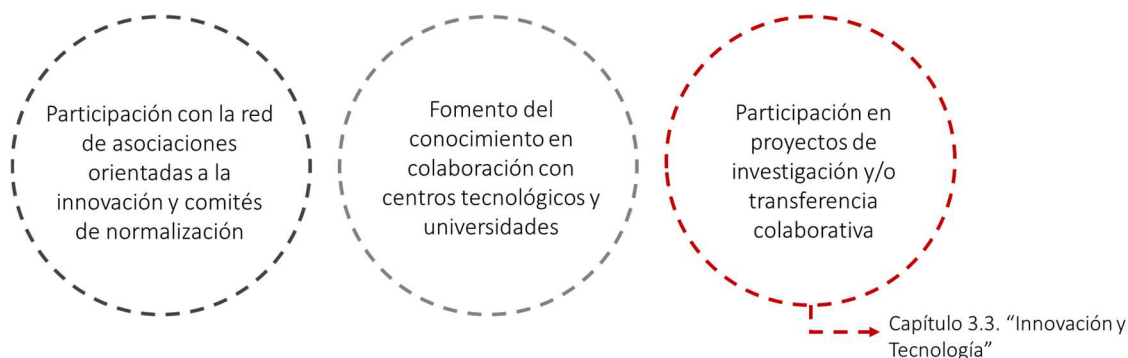 Participación con la red
de asociaciones
orientadas a la
innovación y comités
de normalización
Fomento del
conocimiento en
colaboración con
centros tecnológicos y
universidades
Participación en
proyectos de
investigación y/o
transferencia
colaborativa
Capítulo 3.3. “Innovación y
Tecnología”